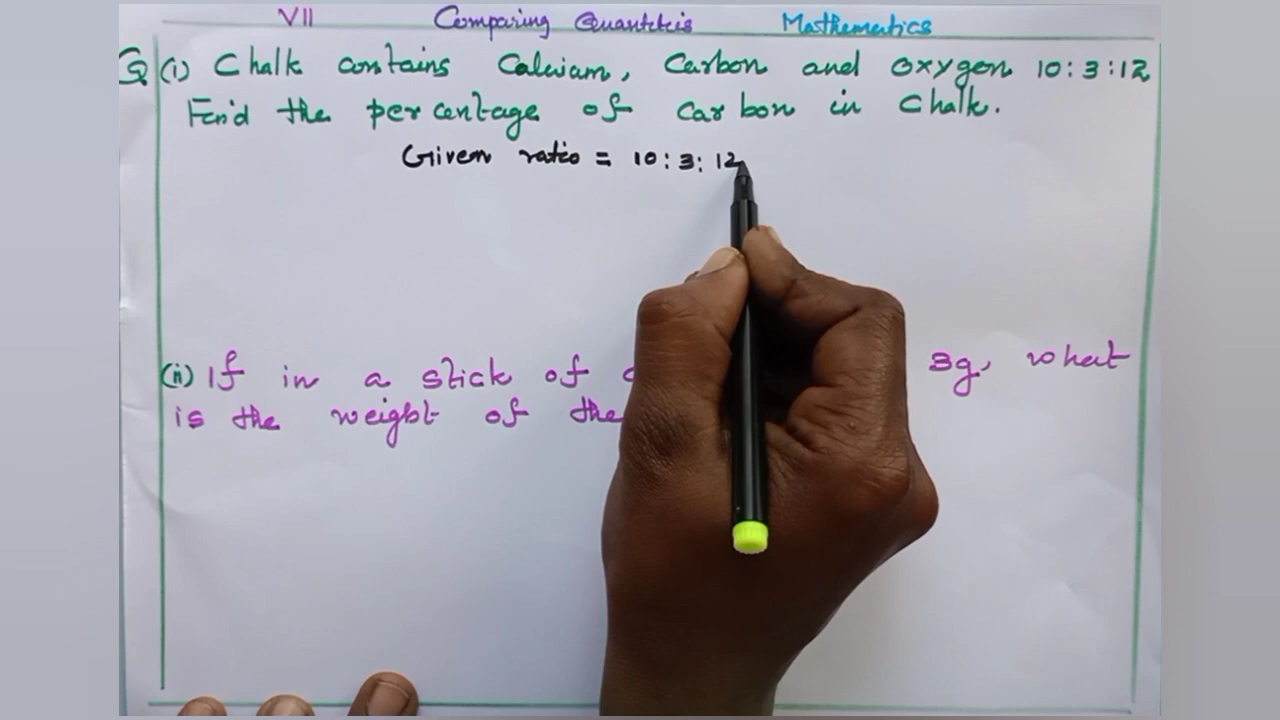 VII Comparing Quantiteis Mathematics
Q (i) Chalk contains Calcium, Carbon and Oxygen 10:3:12
Find the percentage of carbon in Chalk.
Given ratio = 10:3:12
(ii) If in a stick of 3g, what
is the weight of the